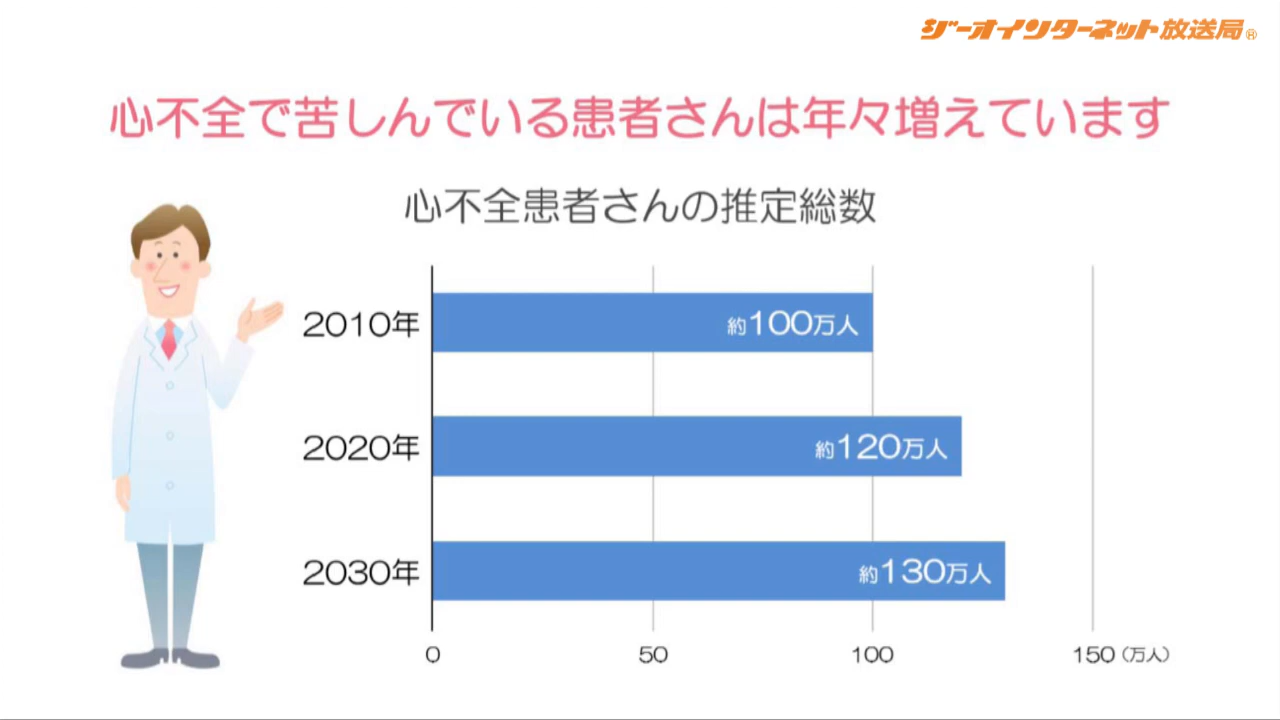 ジーオインターネット放送局®
心不全で苦しんでいる患者さんは年々増えています
心不全患者さんの推定総数
2010年 約100万人
2020年 約120万人
2030年 約130万人
0 50 100 150 (万人)